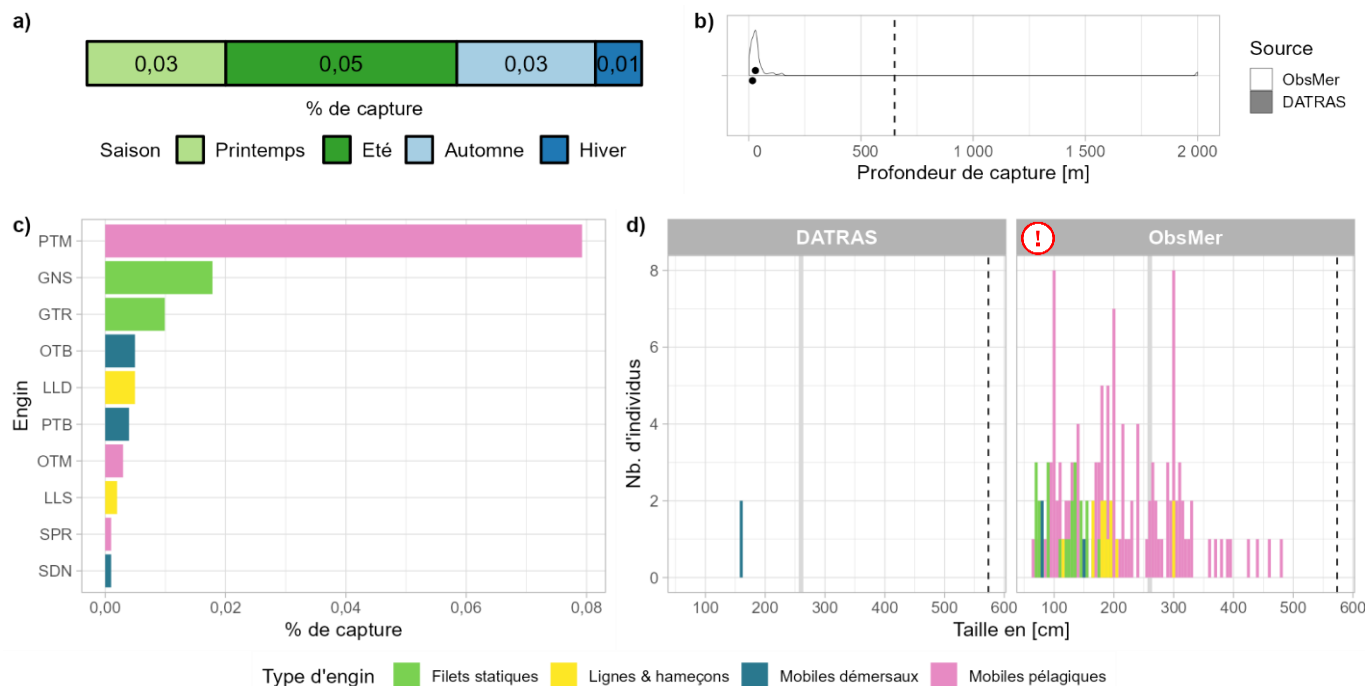 a)
0,03 0,05 0,03 0,01
% de capture
Saison Printemps Eté Automne Hiver
b)
0 500 1 000 1 500 2 000
Profondeur de capture [m]
Source
ObsMer
DATRAS
c)
PTM
GNS
GTR
OTB
LLD
PTB
OTM
LLS
SPR
SDN
Engin
0,00 0,02 0,04 0,06 0,08
% de capture
d)
DATRAS ! ObsMer
8
6
4
2
0
Nb. d'individus
100 200 300 400 500 600 100 200 300 400 500 600
Taille en [cm]
Type d'engin Filets statiques Lignes & hameçons Mobiles démersaux Mobiles pélagiques